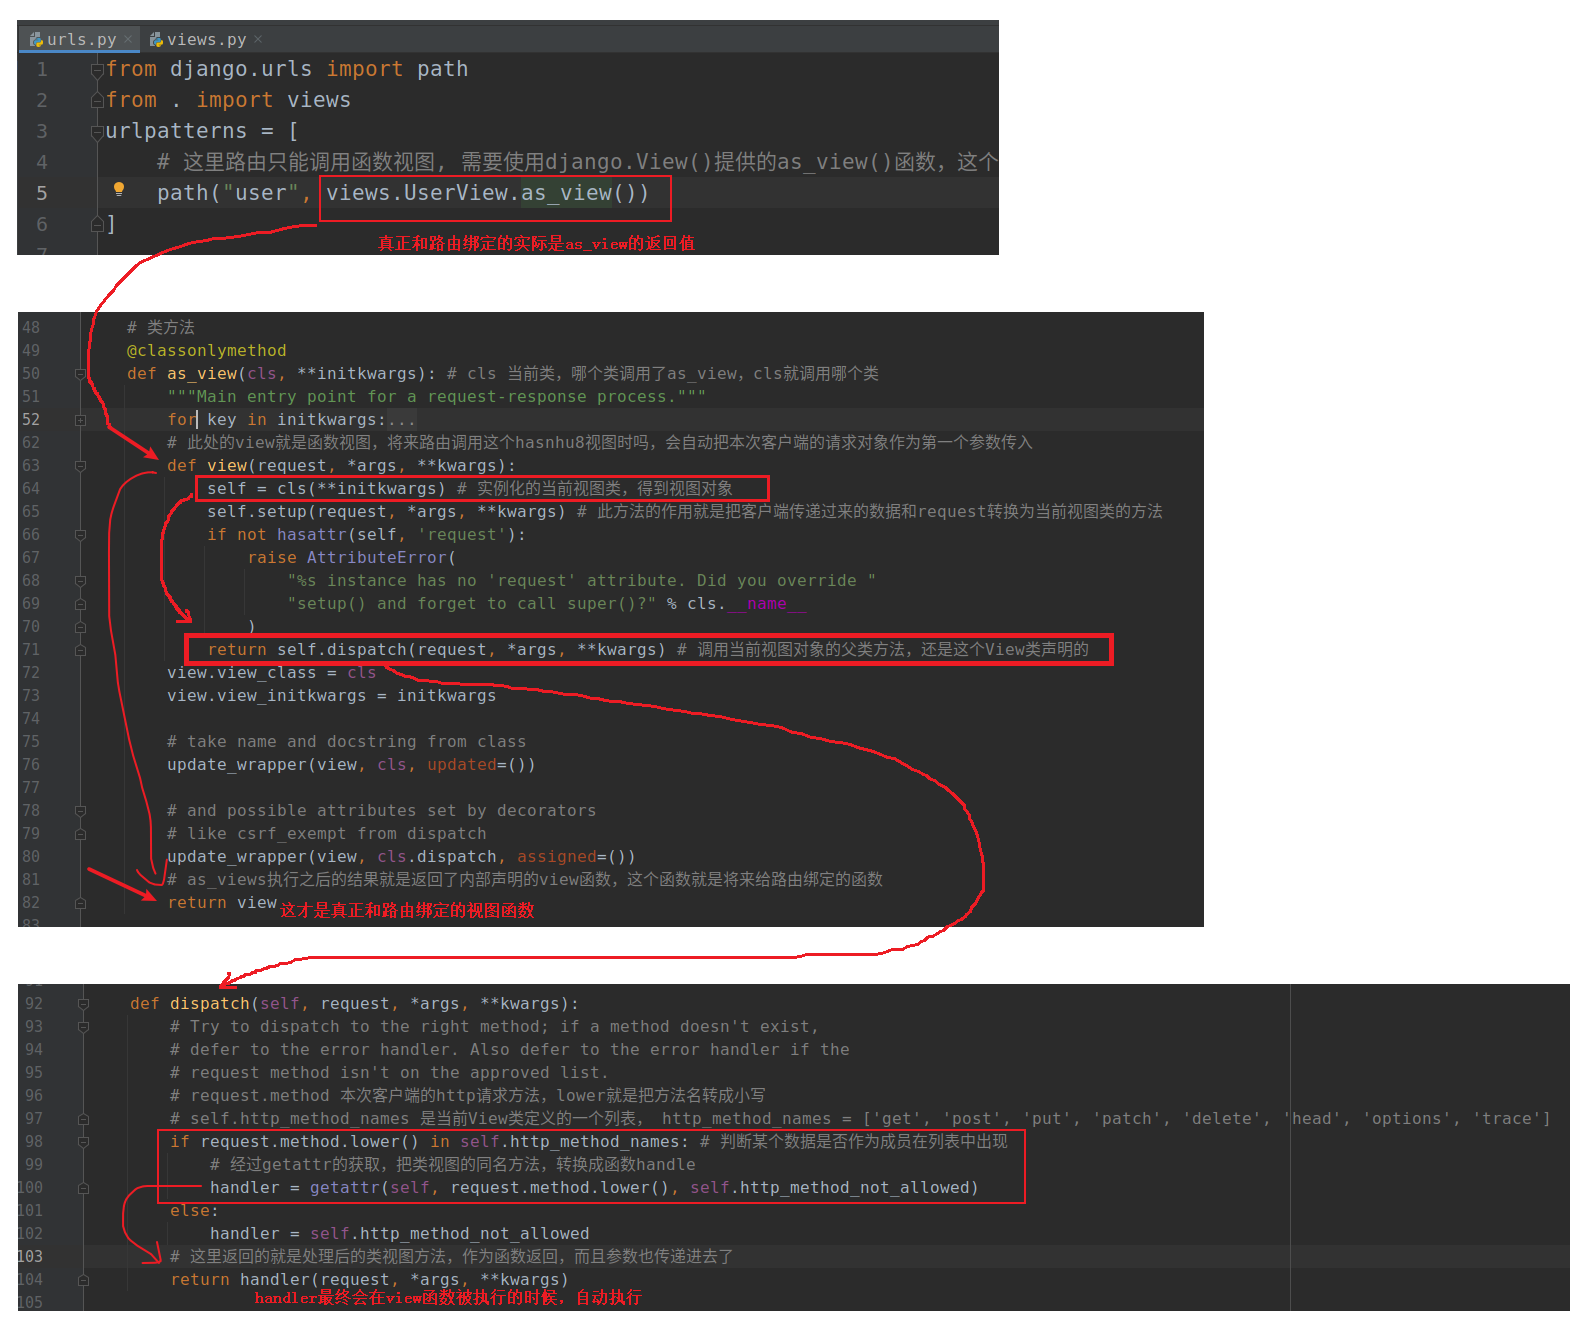 urls.py × views.py ×
1 from django.urls import path
2 from . import views
3 urlpatterns = [
4 # 这里路由只能调用函数视图, 需要使用django.View()提供的as_view()函数，这个
5 path("user", views.UserView.as_view())
6 ]
7
真正和路由绑定的实际是as_view的返回值
48 # 类方法
49 @classonlymethod
50 def as_view(cls, **initkwargs): # cls 当前类，哪个类调用了as_view，cls就调用哪个类
51 """Main entry point for a request-response process."""
52 for key in initkwargs:...
62 # 此处的view就是函数视图，将来路由调用这个hasnhu8视图时吗，会自动把本次客户端的请求对象作为第一个参数传入
63 def view(request, *args, **kwargs):
64 self = cls(**initkwargs) # 实例化的当前视图类，得到视图对象
65 self.setup(request, *args, **kwargs) # 此方法的作用就是把客户端传递过来的数据和request转换为当前视图类的方法
66 if not hasattr(self, 'request'):
67 raise AttributeError(
68 "%s instance has no 'request' attribute. Did you override "
69 "setup() and forget to call super()?" % cls.__name__
70 )
71 return self.dispatch(request, *args, **kwargs) # 调用当前视图对象的父类方法，还是这个View类声明的
72 view.view_class = cls
73 view.view_initkwargs = initkwargs
74
75 # take name and docstring from class
76 update_wrapper(view, cls, updated=())
77
78 # and possible attributes set by decorators
79 # like csrf_exempt from dispatch
80 update_wrapper(view, cls.dispatch, assigned=())
81 # as_views执行之后的结果就是返回了内部声明的view函数，这个函数就是将来给路由绑定的函数
82 return view 这才是真正和路由绑定的视图函数
83
92 def dispatch(self, request, *args, **kwargs):
93 # Try to dispatch to the right method; if a method doesn't exist,
94 # defer to the error handler. Also defer to the error handler if the
95 # request method isn't on the approved list.
96 # request.method 本次客户端的http请求方法，lower就是把方法名转成小写
97 # self.http_method_names 是当前View类定义的一个列表， http_method_names = ['get', 'post', 'put', 'patch', 'delete', 'head', 'options', 'trace']
98 if request.method.lower() in self.http_method_names: # 判断某个数据是否作为成员在列表中出现
99 # 经过getattr的获取，把类视图的同名方法，转换成函数handle
100 handler = getattr(self, request.method.lower(), self.http_method_not_allowed)
101 else:
102 handler = self.http_method_not_allowed
103 # 这里返回的就是处理后的类视图方法，作为函数返回，而且参数也传递进去了
104 return handler(request, *args, **kwargs)
105 handler最终会在view函数被执行的时候，自动执行